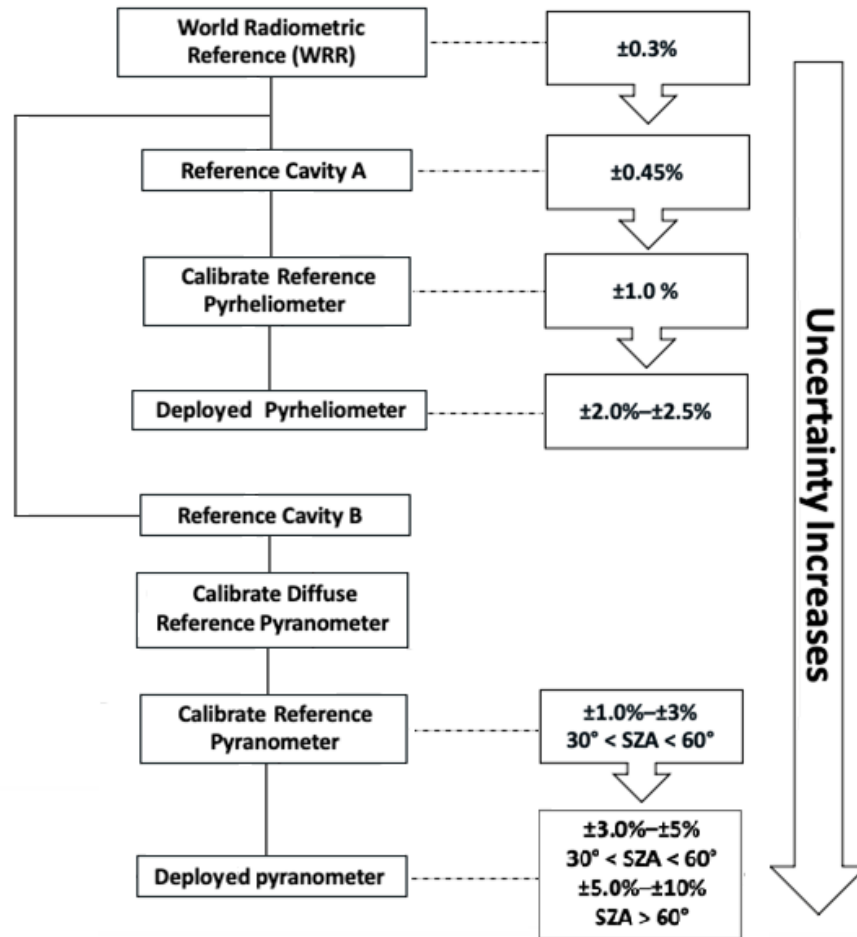 World Radiometric
Reference (WRR)
±0.3%
Reference Cavity A
±0.45%
Calibrate Reference
Pyrheliometer
±1.0 %
Deployed Pyrheliometer
±2.0%–±2.5%
Reference Cavity B
Calibrate Diffuse
Reference Pyranometer
Calibrate Reference
Pyranometer
±1.0%–±3%
30° < SZA < 60°
Deployed pyranometer
±3.0%–±5%
30° < SZA < 60°
±5.0%–±10%
SZA > 60°
Uncertainty Increases